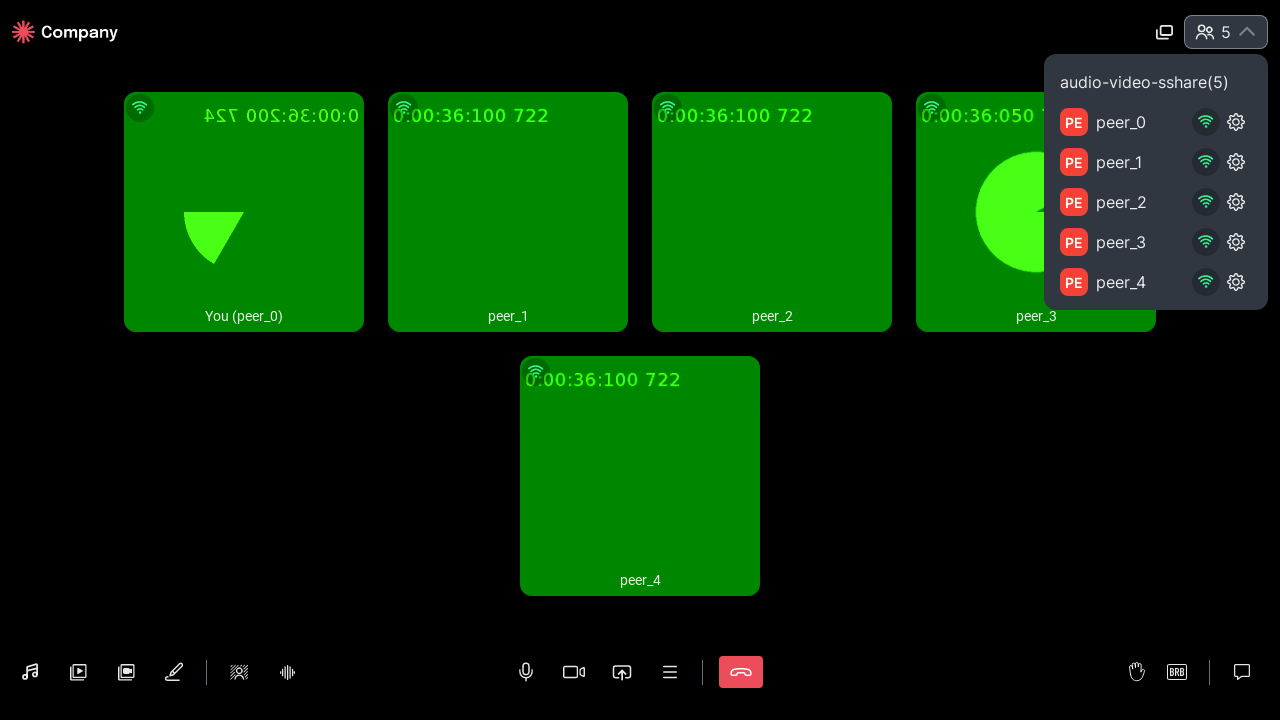 Company
5
audio-video-sshare(5)
PE peer_0
PE peer_1
PE peer_2
PE peer_3
PE peer_4
0:00:36:200 724
0:00:36:100 722
0:00:36:100 722
0:00:36:050
You (peer_0)
peer_1
peer_2
peer_3
0:00:36:100 722
peer_4
BRB